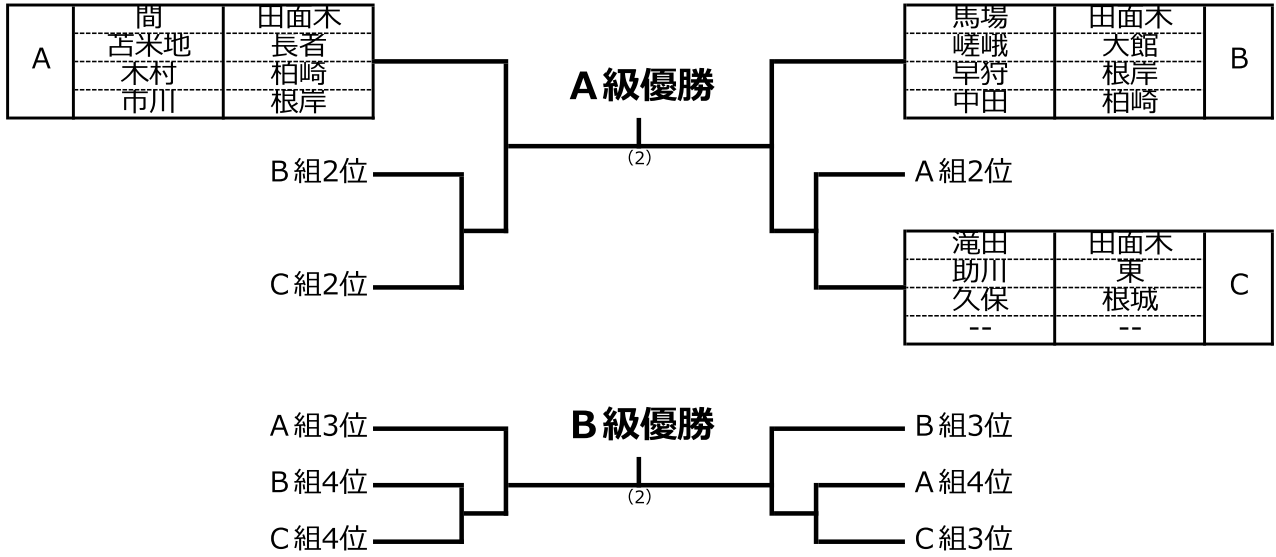 A
間 田面木
苫米地 長者
木村 柏崎
市川 根岸
B組2位
C組2位
A級優勝
(2)
馬場 田面木
嵯峨 大館
早狩 根岸
中田 柏崎
B
A組2位
滝田 田面木
助川 東
久保 根城
-- --
C
A組3位
B組4位
C組4位
B級優勝
(2)
B組3位
A組4位
C組3位